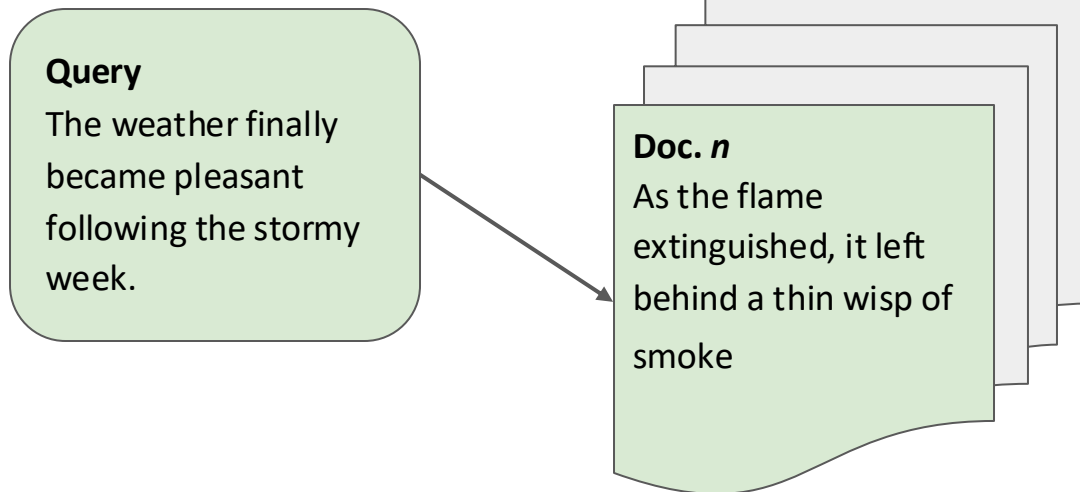 Query
The weather finally
became pleasant
following the stormy
week.
Doc. n
As the flame
extinguished, it left
behind a thin wisp of
smoke